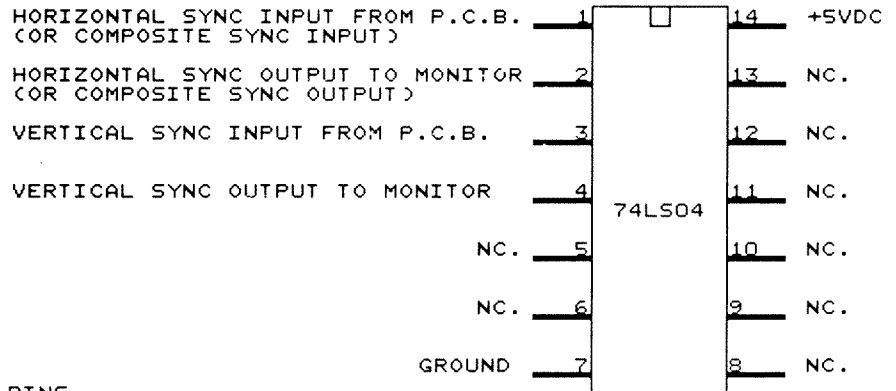 HORIZONTAL SYNC INPUT FROM P.C.B. 1 14 +5VDC
(OR COMPOSITE SYNC INPUT)
HORIZONTAL SYNC OUTPUT TO MONITOR 2 13 NC.
(OR COMPOSITE SYNC OUTPUT)
VERTICAL SYNC INPUT FROM P.C.B. 3 12 NC.
VERTICAL SYNC OUTPUT TO MONITOR 4 11 NC.
74LS04
NC. 5 10 NC.
NC. 6 9 NC.
GROUND 7 8 NC.